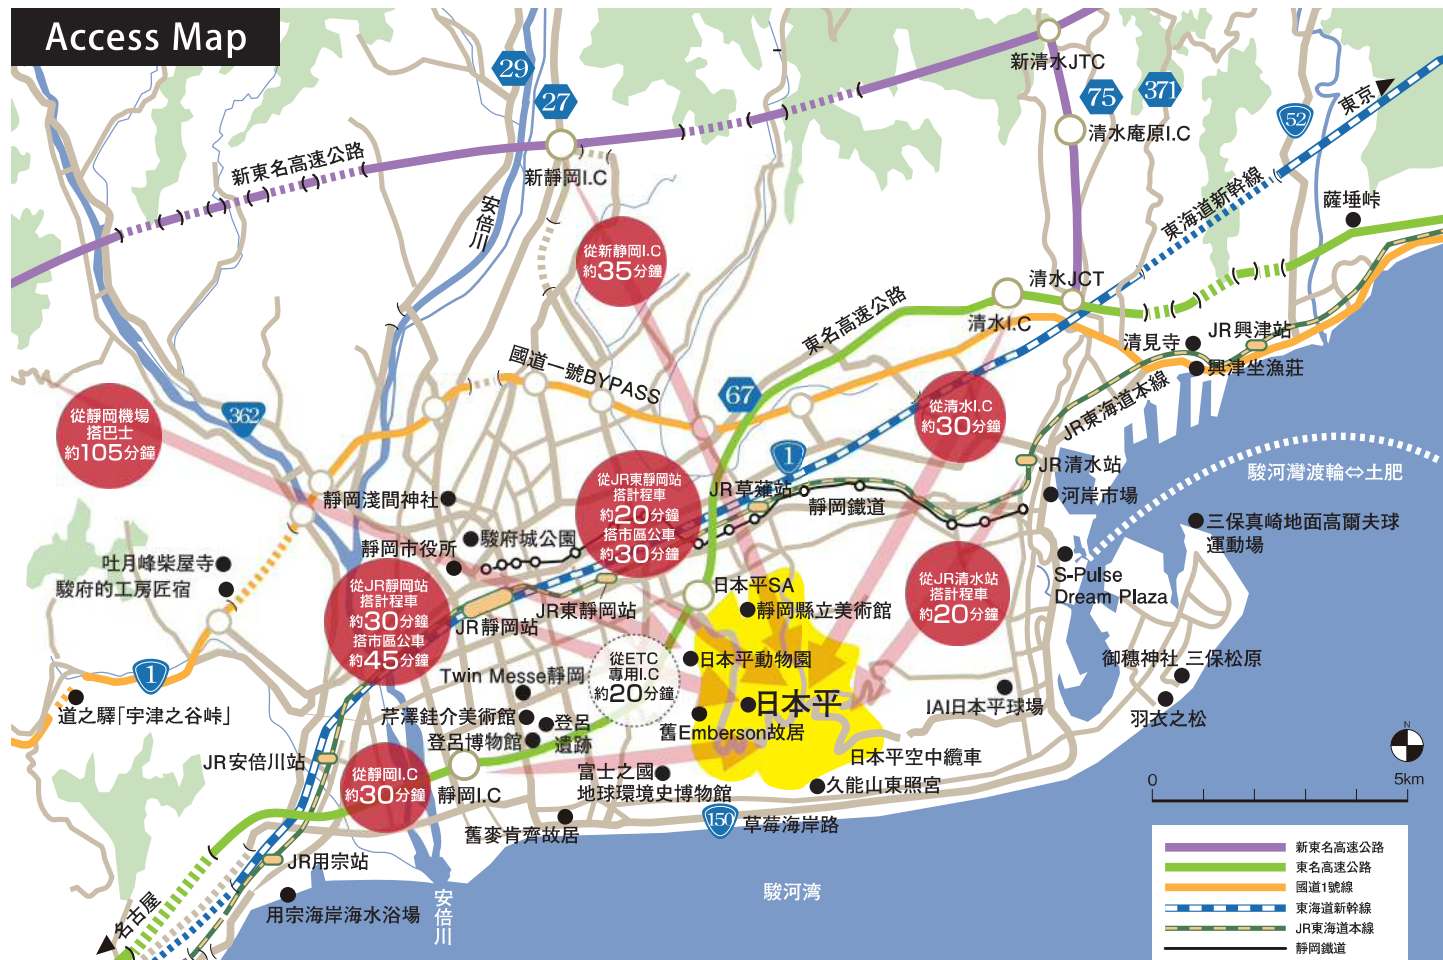 Access Map
29
27
新清水JTC
75
371
清水庵原I.C
52
東京
新東名高速公路
新靜岡I.C
安倍川
東海道新幹線
薩埵峠
從新靜岡I.C
約35分鐘
清水JCT
清水I.C
東名高速公路
清見寺
JR興津站
興津坐漁莊
國道一號BYPASS
67
362
從靜岡機場
搭巴士
約105分鐘
從清水I.C
約30分鐘
JR東海道本線
1
JR清水站
駿河灣渡輪⇔土肥
從JR東靜岡站
搭計程車
約20分鐘
搭市區公車
約30分鐘
JR草薙站
靜岡鐵道
河岸市場
靜岡淺間神社
三保真崎地面高爾夫球
運動場
駿府城公園
靜岡市役所
吐月峰柴屋寺
駿府的工房匠宿
S-Pulse
Dream Plaza
從JR靜岡站
搭計程車
約30分鐘
搭市區公車
約45分鐘
JR東靜岡站
JR靜岡站
日本平SA
靜岡縣立美術館
從JR清水站
搭計程車
約20分鐘
從ETC
專用I.C
約20分鐘
日本平動物園
御穗神社
三保松原
Twin Messe靜岡
1
道之驛「宇津之谷峠」
日本平
IAI日本平球場
羽衣之松
芹澤銈介美術館
登呂博物館
登呂
遺跡
舊Emberson故居
N
日本平空中纜車
JR安倍川站
從靜岡I.C
約30分鐘
靜岡I.C
富士之國
地球環境史博物館
久能山東照宮
0
5km
舊麥肯齊故居
150
草莓海岸路
JR用宗站
用宗海岸海水浴場
安倍川
駿河湾
名古屋
新東名高速公路
東名高速公路
國道1號線
東海道新幹線
JR東海道本線
靜岡鐵道